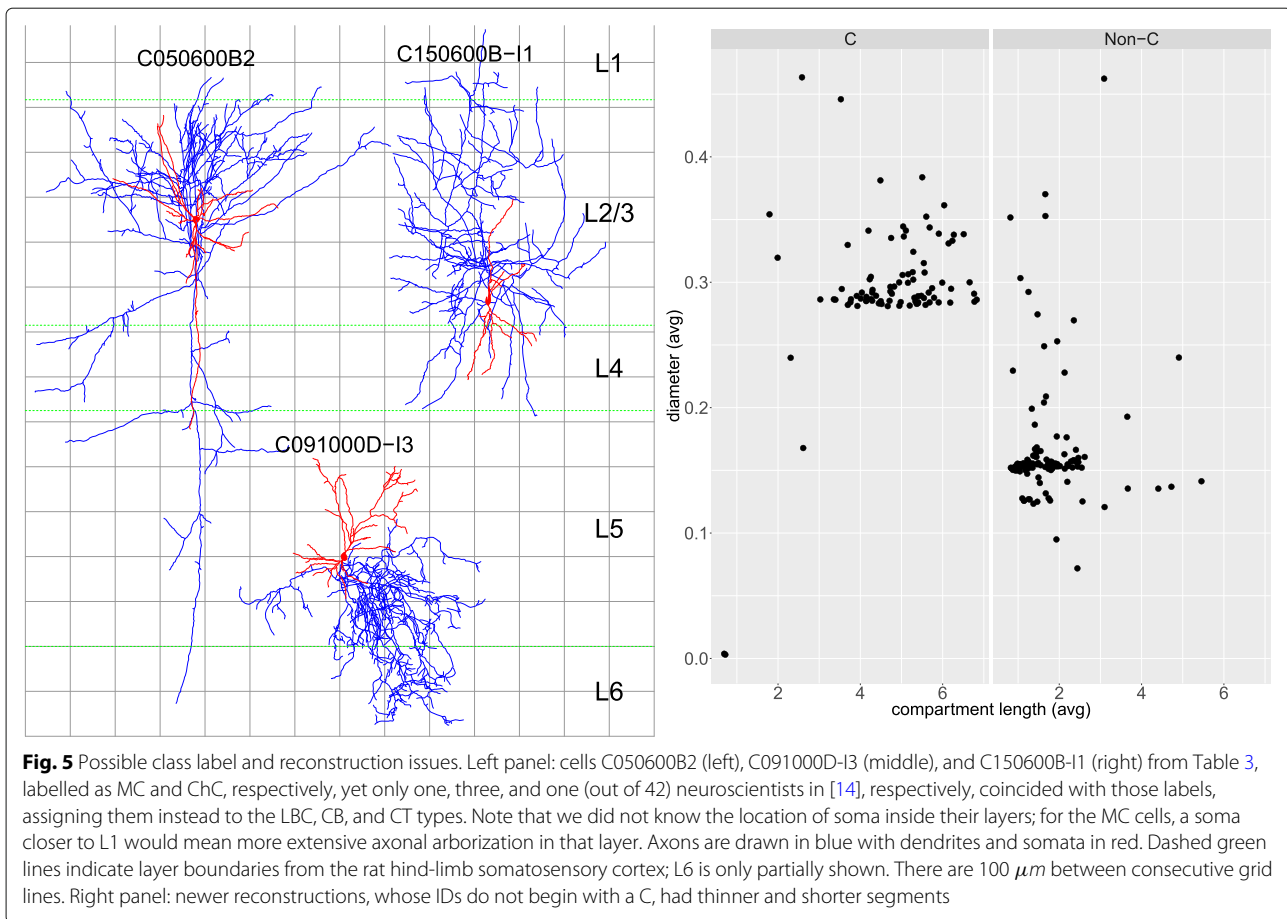 C050600B2
C150600B-I1
L1
L2/3
L4
C091000D-I3
L5
L6
C
Non-C
diameter (avg)
0.4
0.3
0.2
0.1
0.0
2
4
6
2
4
6
compartment length (avg)
Fig. 5 Possible class label and reconstruction issues. Left panel: cells C050600B2 (left), C091000D-I3 (middle), and C150600B-I1 (right) from Table 3,
labelled as MC and ChC, respectively, yet only one, three, and one (out of 42) neuroscientists in [14], respectively, coincided with those labels,
assigning them instead to the LBC, CB, and CT types. Note that we did not know the location of soma inside their layers; for the MC cells, a soma
closer to L1 would mean more extensive axonal arborization in that layer. Axons are drawn in blue with dendrites and somata in red. Dashed green
lines indicate layer boundaries from the rat hind-limb somatosensory cortex; L6 is only partially shown. There are 100 μm between consecutive grid
lines. Right panel: newer reconstructions, whose IDs do not begin with a C, had thinner and shorter segments